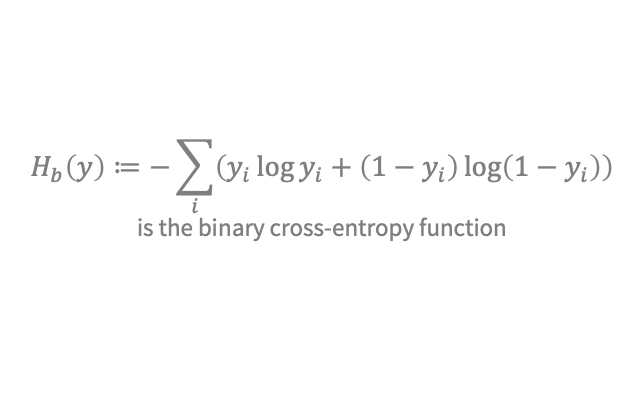 H_b(y) ≔ − ∑_i (y_i log y_i + (1 − y_i) log(1 − y_i))
is the binary cross-entropy function